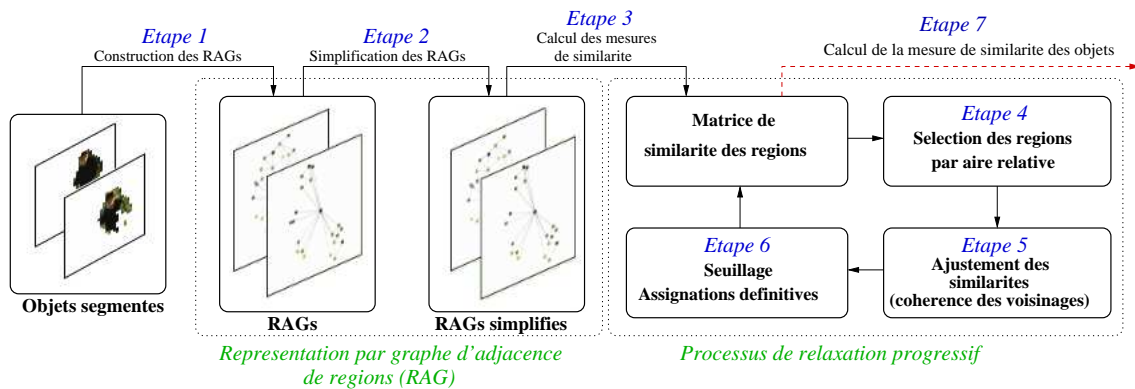 Etape 1
Construction des RAGs
Etape 2
Simplification des RAGs
Etape 3
Calcul des mesures
de similarite
Etape 7
Calcul de la mesure de similarite des objets
Objets segmentes
RAGs
RAGs simplifies
Matrice de
similarite des regions
Etape 4
Selection des regions
par aire relative
Etape 6
Seuillage
Assignations definitives
Etape 5
Ajustement des
similarites
(coherence des voisinages)
Representation par graphe d'adjacence
de regions (RAG)
Processus de relaxation progressif